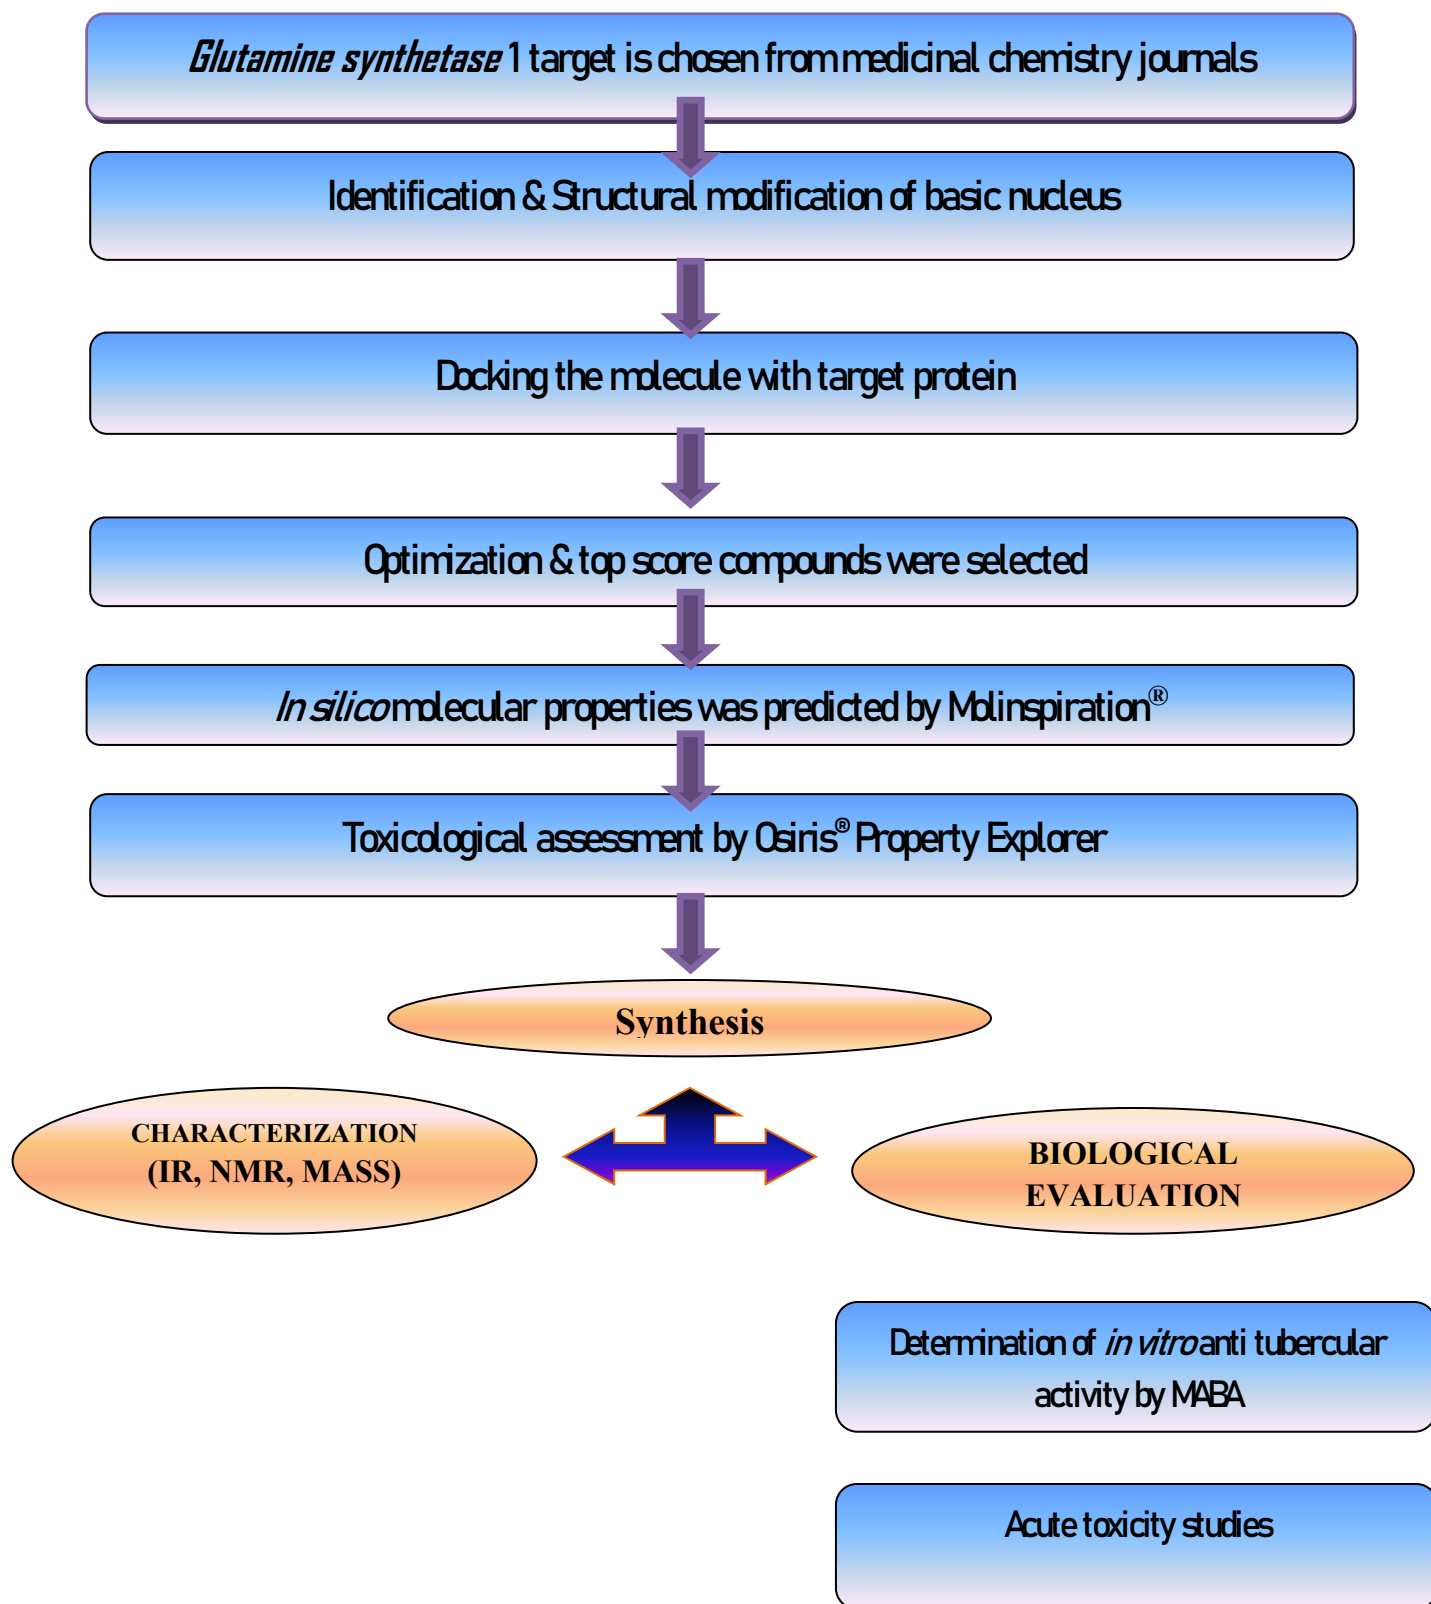 Glutamine synthetase 1 target is chosen from medicinal chemistry journals
Identification & Structural modification of basic nucleus
Docking the molecule with target protein
Optimization & top score compounds were selected
In silico molecular properties was predicted by Molinspiration®
Toxicological assessment by Osiris® Property Explorer
Synthesis
CHARACTERIZATION
(IR, NMR, MASS)
BIOLOGICAL
EVALUATION
Determination of in vitro anti tubercular
activity by MABA
Acute toxicity studies